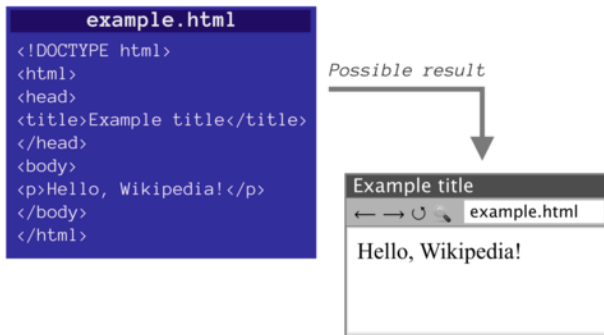 example.html
<!DOCTYPE html>
<html>
<head>
<title>Example title</title>
</head>
<body>
<p>Hello, Wikipedia!</p>
</body>
</html>
Possible result
Example title
example.html
Hello, Wikipedia!